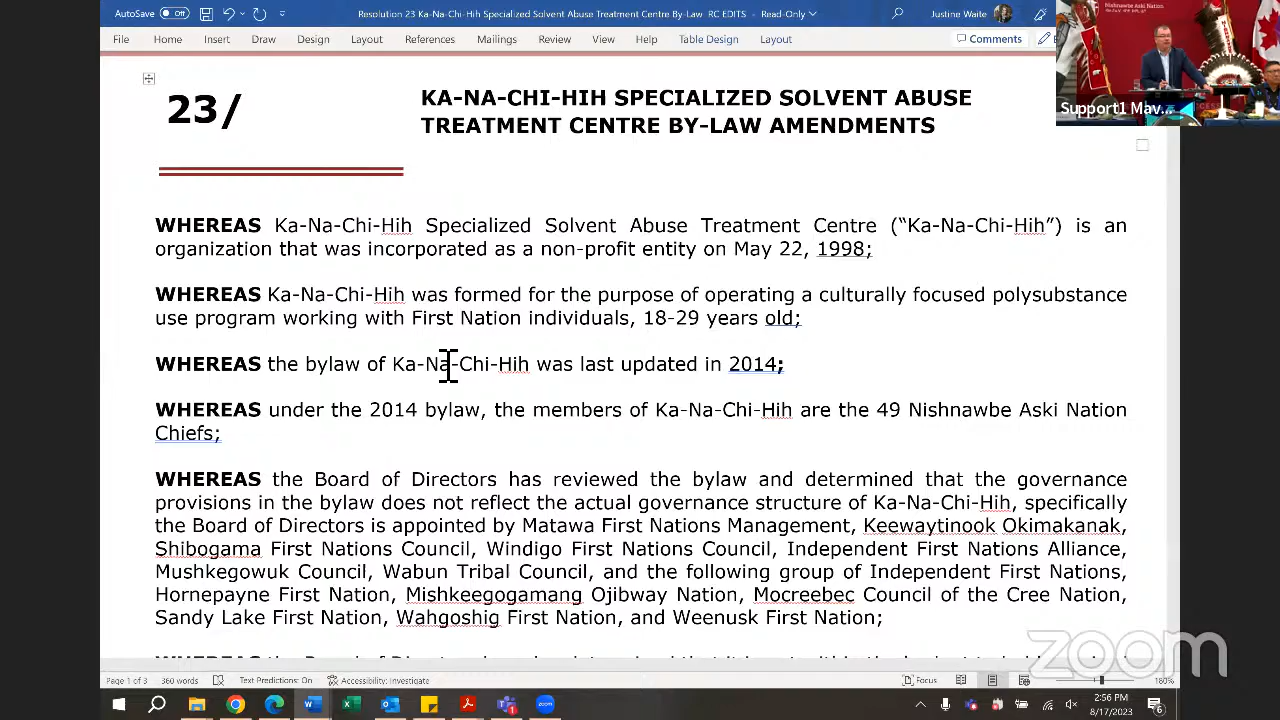 AutoSave Off Resolution 23 Ka-Na-Chi-Hih Specialized Solvent Abuse Treatment Centre By-Law RC EDITS - Read-Only Justine Waite
File Home Insert Draw Design Layout References Mailings Review View Help Table Design Layout Comments
Nishnawbe Aski Nation
Support1 Mav...
23/
KA-NA-CHI-HIH SPECIALIZED SOLVENT ABUSE
TREATMENT CENTRE BY-LAW AMENDMENTS
WHEREAS Ka-Na-Chi-Hih Specialized Solvent Abuse Treatment Centre (“Ka-Na-Chi-Hih”) is an
organization that was incorporated as a non-profit entity on May 22, 1998;
WHEREAS Ka-Na-Chi-Hih was formed for the purpose of operating a culturally focused polysubstance
use program working with First Nation individuals, 18-29 years old;
WHEREAS the bylaw of Ka-Na-Chi-Hih was last updated in 2014;
WHEREAS under the 2014 bylaw, the members of Ka-Na-Chi-Hih are the 49 Nishnawbe Aski Nation
Chiefs;
WHEREAS the Board of Directors has reviewed the bylaw and determined that the governance
provisions in the bylaw does not reflect the actual governance structure of Ka-Na-Chi-Hih, specifically
the Board of Directors is appointed by Matawa First Nations Management, Keewaytinook Okimakanak,
Shibogama First Nations Council, Windigo First Nations Council, Independent First Nations Alliance,
Mushkegowuk Council, Wabun Tribal Council, and the following group of Independent First Nations,
Hornepayne First Nation, Mishkeegogamang Ojibway Nation, Mocreebec Council of the Cree Nation,
Sandy Lake First Nation, Wahgoshig First Nation, and Weenusk First Nation;
zoom
Page 1 of 3 360 words Text Predictions: On Accessibility: Investigate Focus 180%
2:56 PM
8/17/2023 6